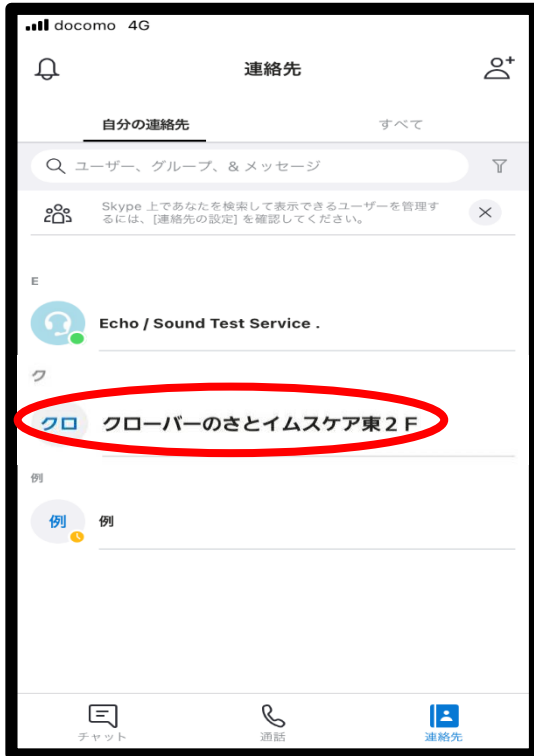 docomo 4G
連絡先
自分の連絡先
すべて
ユーザー、グループ、& メッセージ
Skype 上であなたを検索して表示できるユーザーを管理す
るには、[連絡先の設定] を確認してください。
E
Echo / Sound Test Service .
ク
クロ クローバーのさとイムスケア東２Ｆ
例
例 例
チャット 通話 連絡先